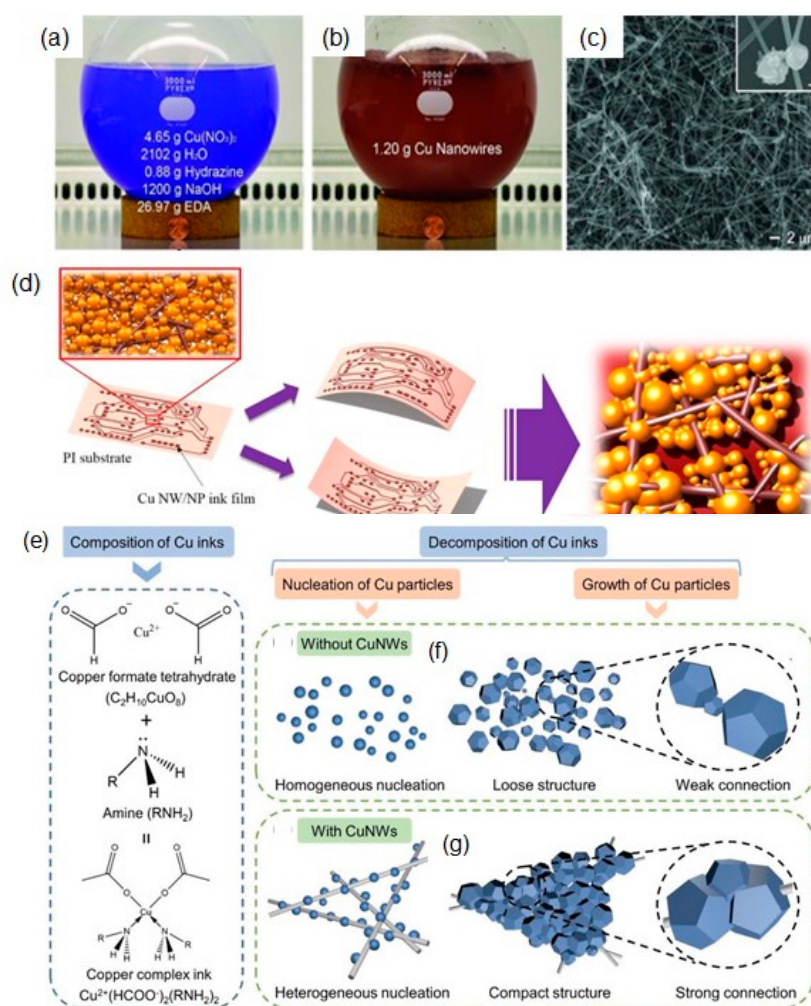 (a)
3000 ml
PYREX
4.65 g Cu(NO₃)₂
2102 g H₂O
0.88 g Hydrazine
1200 g NaOH
26.97 g EDA
(b)
3000 ml
PYREX
1.20 g Cu Nanowires
(c)
2 μm
(d)
PI substrate
Cu NW/NP ink film
(e)
Composition of Cu inks
O
O⁻
H
Cu²⁺
O⁻
O
H
Copper formate tetrahydrate
(C₂H₁₀CuO₈)
+
N
R
H
H
Amine (RNH₂)
=
O
O
O
O
Cu
R
N
H
H
N
R
H
H
Copper complex ink
Cu²⁺(HCOO⁻)₂(RNH₂)₂
Decomposition of Cu inks
Nucleation of Cu particles
Growth of Cu particles
Without CuNWs
(f)
Homogeneous nucleation
Loose structure
Weak connection
With CuNWs
(g)
Heterogeneous nucleation
Compact structure
Strong connection